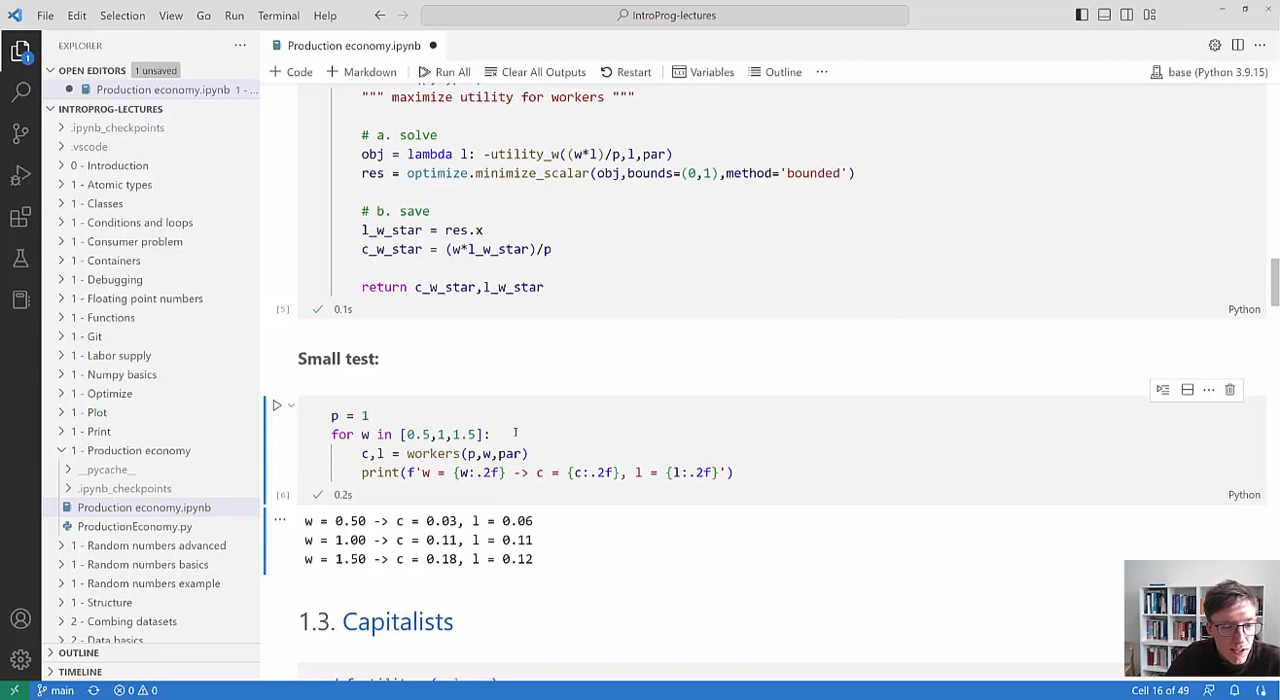 File Edit Selection View Go Run Terminal Help IntroProg-lectures
EXPLORER
OPEN EDITORS 1 unsaved
Production economy.ipynb 1 - ...
INTROPROG-LECTURES
.ipynb_checkpoints
.vscode
0 - Introduction
1 - Atomic types
1 - Classes
1 - Conditions and loops
1 - Consumer problem
1 - Containers
1 - Debugging
1 - Floating point numbers
1 - Functions
1 - Git
1 - Labor supply
1 - Numpy basics
1 - Optimize
1 - Plot
1 - Print
1 - Production economy
__pycache__
.ipynb_checkpoints
Production economy.ipynb
ProductionEconomy.py
1 - Random numbers advanced
1 - Random numbers basics
1 - Random numbers example
1 - Structure
2 - Combing datasets
2 - Data basics
OUTLINE
TIMELINE
Production economy.ipynb
+ Code + Markdown Run All Clear All Outputs Restart Variables Outline ...
base (Python 3.9.15)
""" maximize utility for workers """
# a. solve
obj = lambda l: -utility_w((w*l)/p,l,par)
res = optimize.minimize_scalar(obj,bounds=(0,1),method='bounded')
# b. save
l_w_star = res.x
c_w_star = (w*l_w_star)/p
return c_w_star,l_w_star
[5] 0.1s Python
Small test:
p = 1
for w in [0.5,1,1.5]:
c,l = workers(p,w,par)
print(f'w = {w:.2f} -> c = {c:.2f}, l = {l:.2f}')
[6] 0.2s Python
w = 0.50 -> c = 0.03, l = 0.06
w = 1.00 -> c = 0.11, l = 0.11
w = 1.50 -> c = 0.18, l = 0.12
1.3. Capitalists
main 0 0 Cell 16 of 49